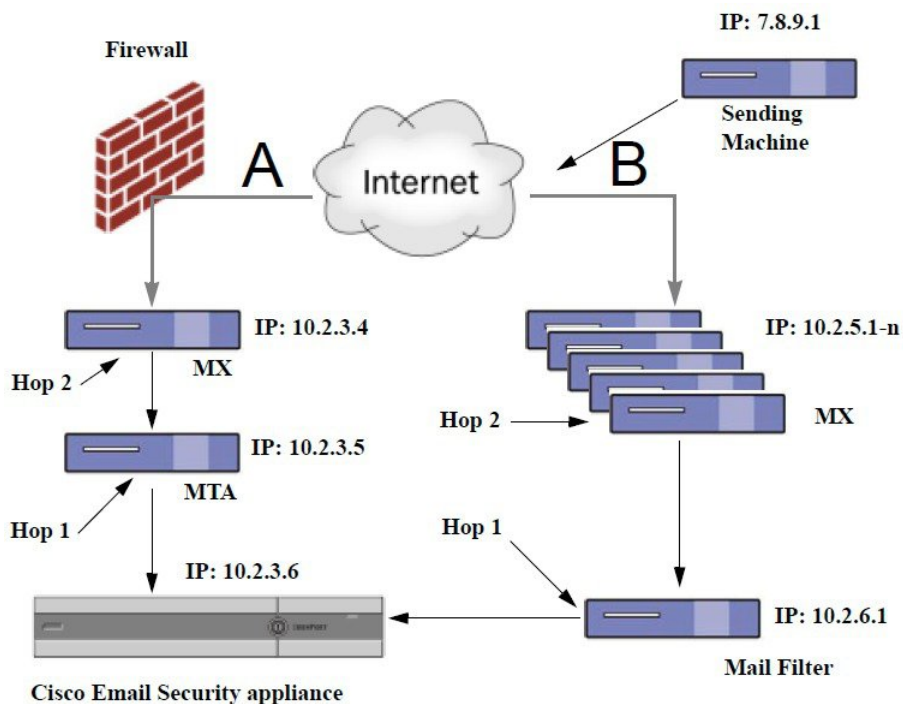 IP: 7.8.9.1
Firewall
Sending
Machine
A
Internet
B
IP: 10.2.3.4
IP: 10.2.5.1-n
Hop 2
MX
Hop 2
MX
IP: 10.2.3.5
MTA
Hop 1
Hop 1
IP: 10.2.3.6
IP: 10.2.6.1
Mail Filter
Cisco Email Security appliance